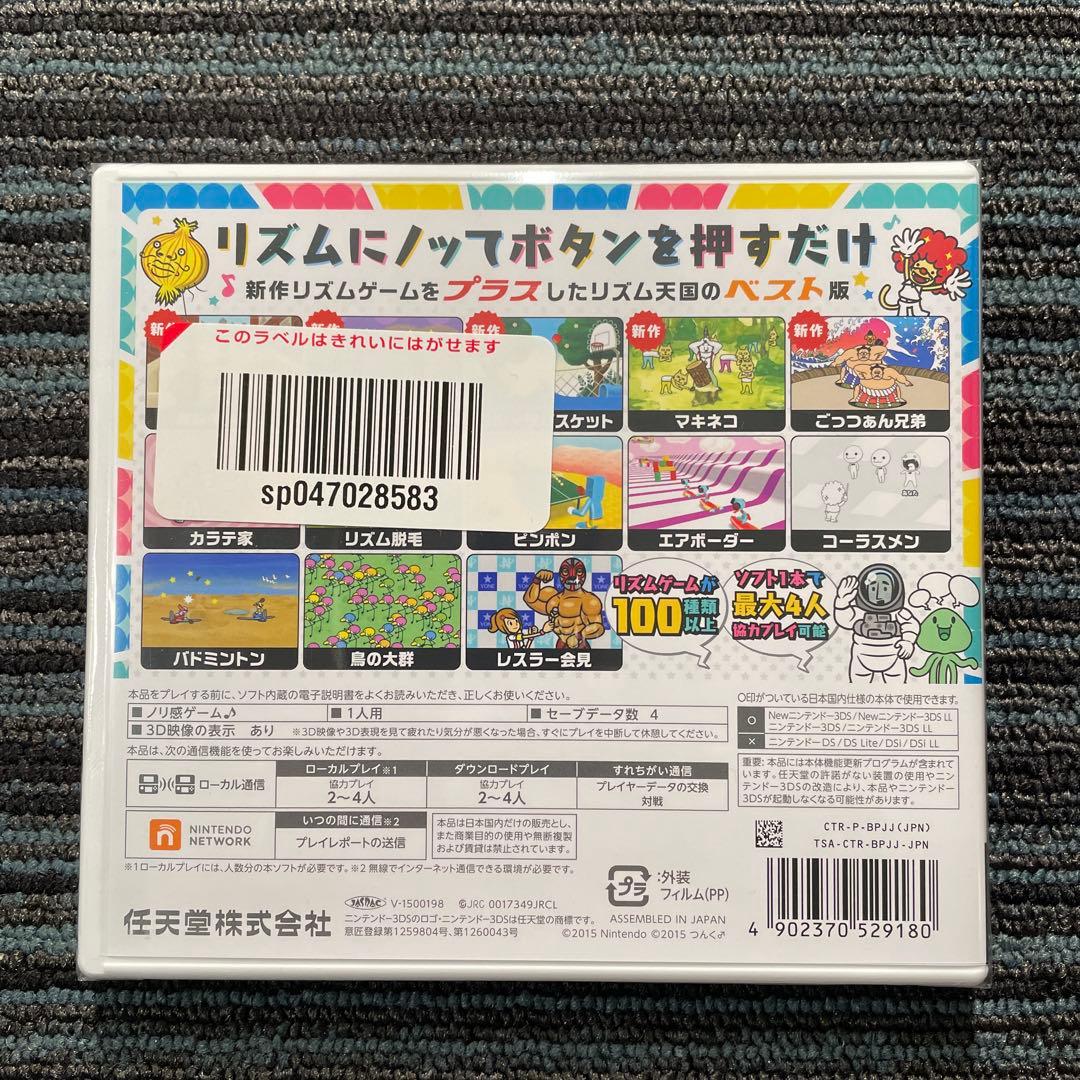 リズムにノッてボタンを押すだけ
新作リズムゲームをプラスしたリズム天国のベスト版
新作
新作
新作
新作
新作
このラベルはきれいにはがせます
sp047028583
スケット
マキネコ
ごっつぁん兄弟
あなた
カラテ家
リズム脱毛
ピンポン
エアボーダー
コーラスメン
YONE
バドミントン
鳥の大群
レスラー会見
リズムゲームが
100種類以上
ソフト1本で
最大4人
協力プレイ可能
本品をプレイする前に、ソフト内蔵の電子説明書をよくお読みいただき、正しくお使いください。
■ノリ感ゲーム♪ ■1人用 ■セーブデータ数 4
■3D映像の表示 あり ※3D映像や3D表現を見て疲れたり気分が悪くなった場合、すぐにプレイを中断して休憩してください。
本品は、次の通信機能を使ってお楽しみいただけます。
ローカル通信
ローカルプレイ※1
協力プレイ
2〜4人
ダウンロードプレイ
協力プレイ
2〜4人
すれちがい通信
プレイヤーデータの交換
対戦
NINTENDO
NETWORK
いつの間に通信※2
プレイレポートの送信
本品は日本国内だけの販売とし、
また商業目的の使用や無断複製
および賃貸は禁止されています。
※1ローカルプレイには、人数分の本ソフトが必要です。※2 無線でインターネット通信できる環境が必要です。
○印がついている日本国内仕様の本体で使用できます。
○ Newニンテンドー3DS/Newニンテンドー3DS LL
ニンテンドー3DS/ニンテンドー3DS LL
× ニンテンドーDS/DS Lite/DSi/DSi LL
重要:本品には本体機能更新プログラムが含まれて
います。任天堂の許諾がない装置の使用やニン
テンドー3DSの改造により、本品やニンテンドー
3DSが起動しなくなる可能性があります。
CTR-P-BPJJ(JPN)
TSA-CTR-BPJJ-JPN
任天堂株式会社
JASRAC V-1500198 ©JRC 0017349JRCL
ニンテンドー3DSのロゴ・ニンテンドー3DSは任天堂の商標です。
意匠登録第1259804号、第1260043号
プラ
:外装
フィルム(PP)
ASSEMBLED IN JAPAN
©2015 Nintendo ©2015 つんく♂
4 902370 529180